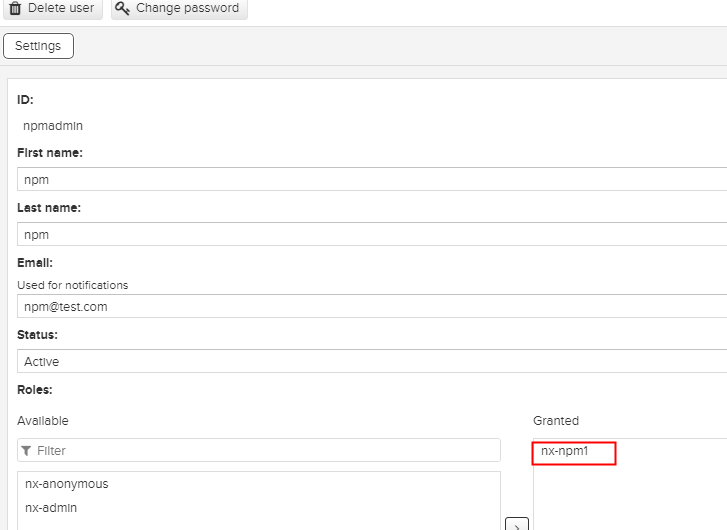 Delete user Change password
Settings
ID:
npmadmin
First name:
npm
Last name:
npm
Email:
Used for notifications
npm@test.com
Status:
Active
Roles:
Available Granted
Filter nx-npm1
nx-anonymous
nx-admin